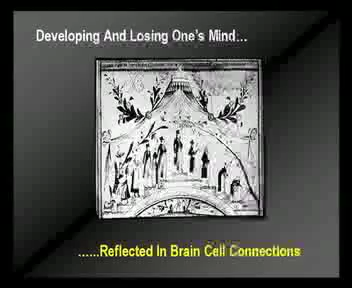 Developing And Losing One's Mind...
......Reflected In Brain Cell Connections